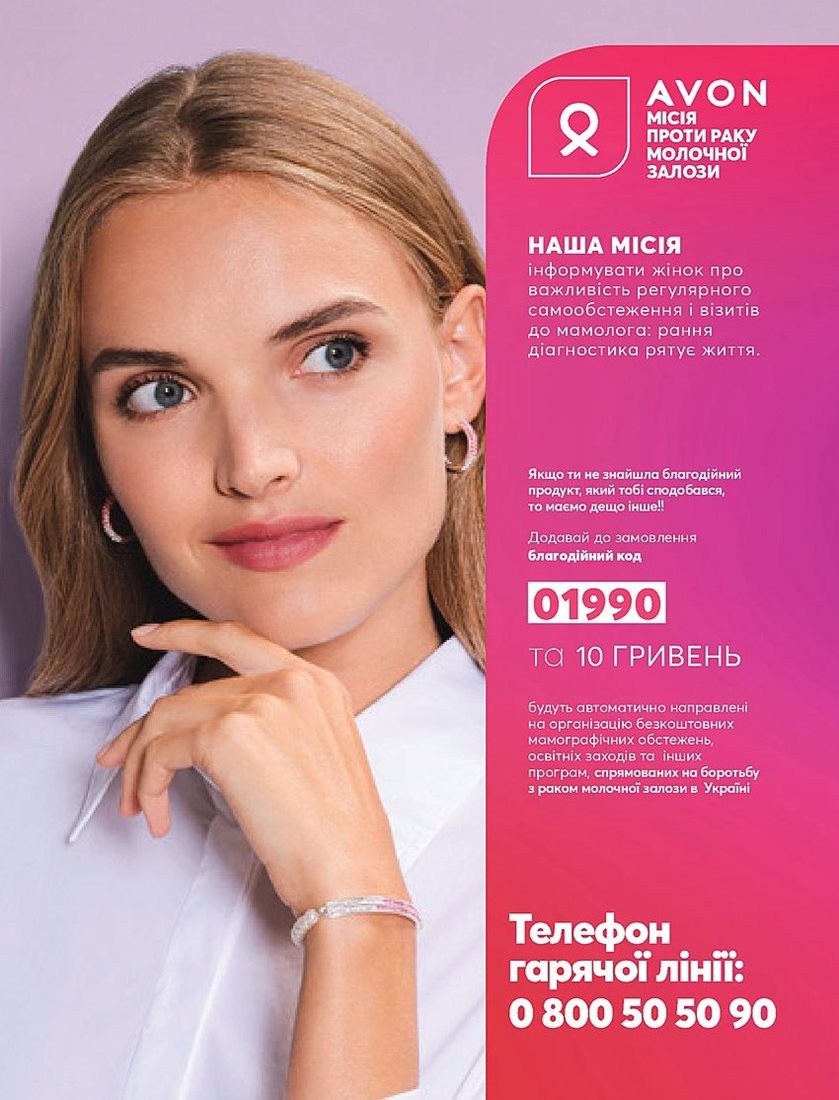 AVON
МІСІЯ
ПРОТИ РАКУ
МОЛОЧНОЇ
ЗАЛОЗИ
НАША МІСІЯ
інформувати жінок про
важливість регулярного
самообстеження і візитів
до мамолога: рання
діагностика рятує життя.
Якщо ти не знайшла благодійний
продукт, який тобі сподобався,
то маємо дещо інше!!
Додавай до замовлення
благодійний код
01990
та 10 ГРИВЕНЬ
будуть автоматично направлені
на організацію безкоштовних
мамографічних обстежень,
освітніх заходів та інших
програм, спрямованих на боротьбу
з раком молочної залози в Україні
Телефон
гарячої лінії:
0 800 50 50 90